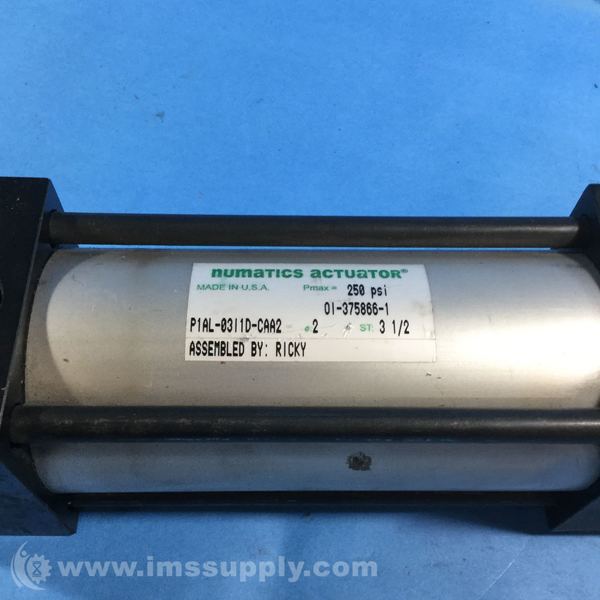 numatics actuator®
MADE IN U.S.A. Pmax = 250 psi
01-375866-1
P1AL-03I1D-CAA2 ø 2 ST: 3 1/2
ASSEMBLED BY: RICKY
© www.imssupply.com